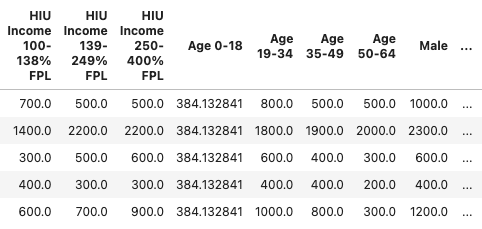 HIU Income 100-138% FPL HIU Income 139-249% FPL HIU Income 250-400% FPL Age 0-18 Age 19-34 Age 35-49 Age 50-64 Male ...
700.0 500.0 500.0 384.132841 800.0 500.0 500.0 1000.0 ...
1400.0 2200.0 2200.0 384.132841 1800.0 1900.0 2000.0 2300.0 ...
300.0 500.0 600.0 384.132841 600.0 400.0 300.0 600.0 ...
400.0 300.0 300.0 384.132841 400.0 400.0 200.0 400.0 ...
600.0 700.0 900.0 384.132841 1000.0 800.0 300.0 1200.0 ...